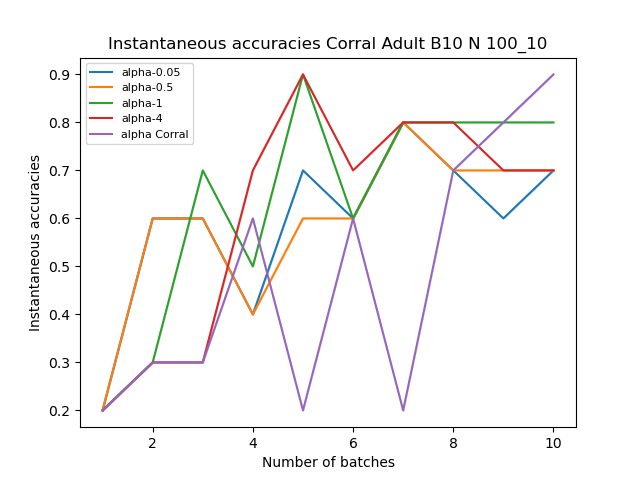 Instantaneous accuracies Corral Adult B10 N 100_10
alpha-0.05
alpha-0.5
alpha-1
alpha-4
alpha Corral
Instantaneous accuracies
0.9
0.8
0.7
0.6
0.5
0.4
0.3
0.2
2 4 6 8 10
Number of batches